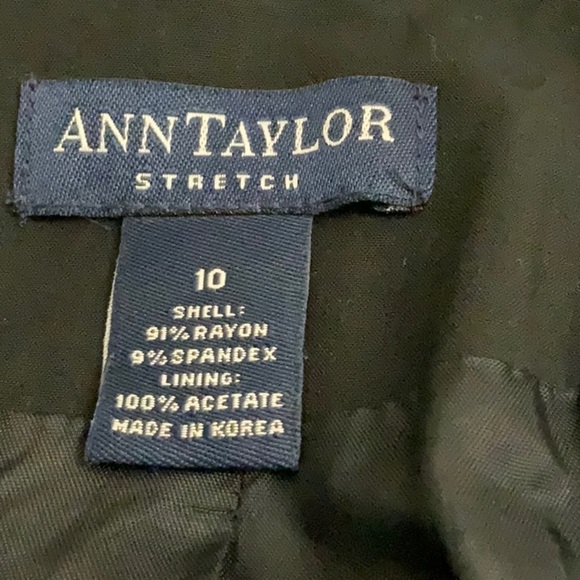 ANNTAYLOR
STRETCH
10
SHELL:
91% RAYON
9% SPANDEX
LINING:
100% ACETATE
MADE IN KOREA